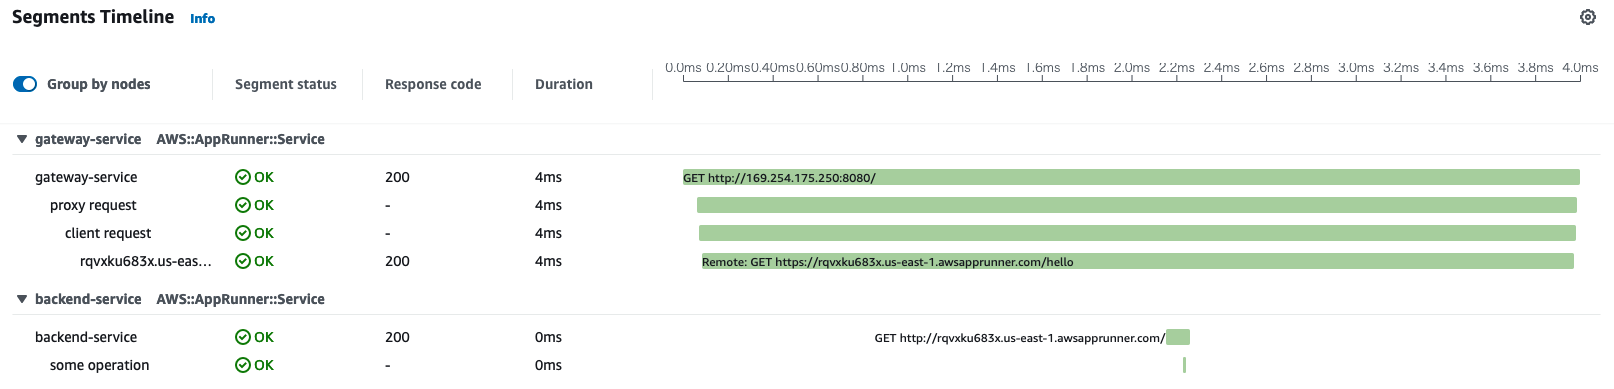 Segments Timeline Info
0.0ms 0.20ms 0.40ms 0.60ms 0.80ms 1.0ms 1.2ms 1.4ms 1.6ms 1.8ms 2.0ms 2.2ms 2.4ms 2.6ms 2.8ms 3.0ms 3.2ms 3.4ms 3.6ms 3.8ms 4.0ms
Group by nodes Segment status Response code Duration
gateway-service AWS::AppRunner::Service
gateway-service OK 200 4ms GET http://169.254.175.250:8080/
proxy request OK - 4ms
client request OK - 4ms
rqvxku683x.us-eas... OK 200 4ms Remote: GET https://rqvxku683x.us-east-1.awsapprunner.com/hello
backend-service AWS::AppRunner::Service
backend-service OK 200 0ms GET http://rqvxku683x.us-east-1.awsapprunner.com/
some operation OK - 0ms